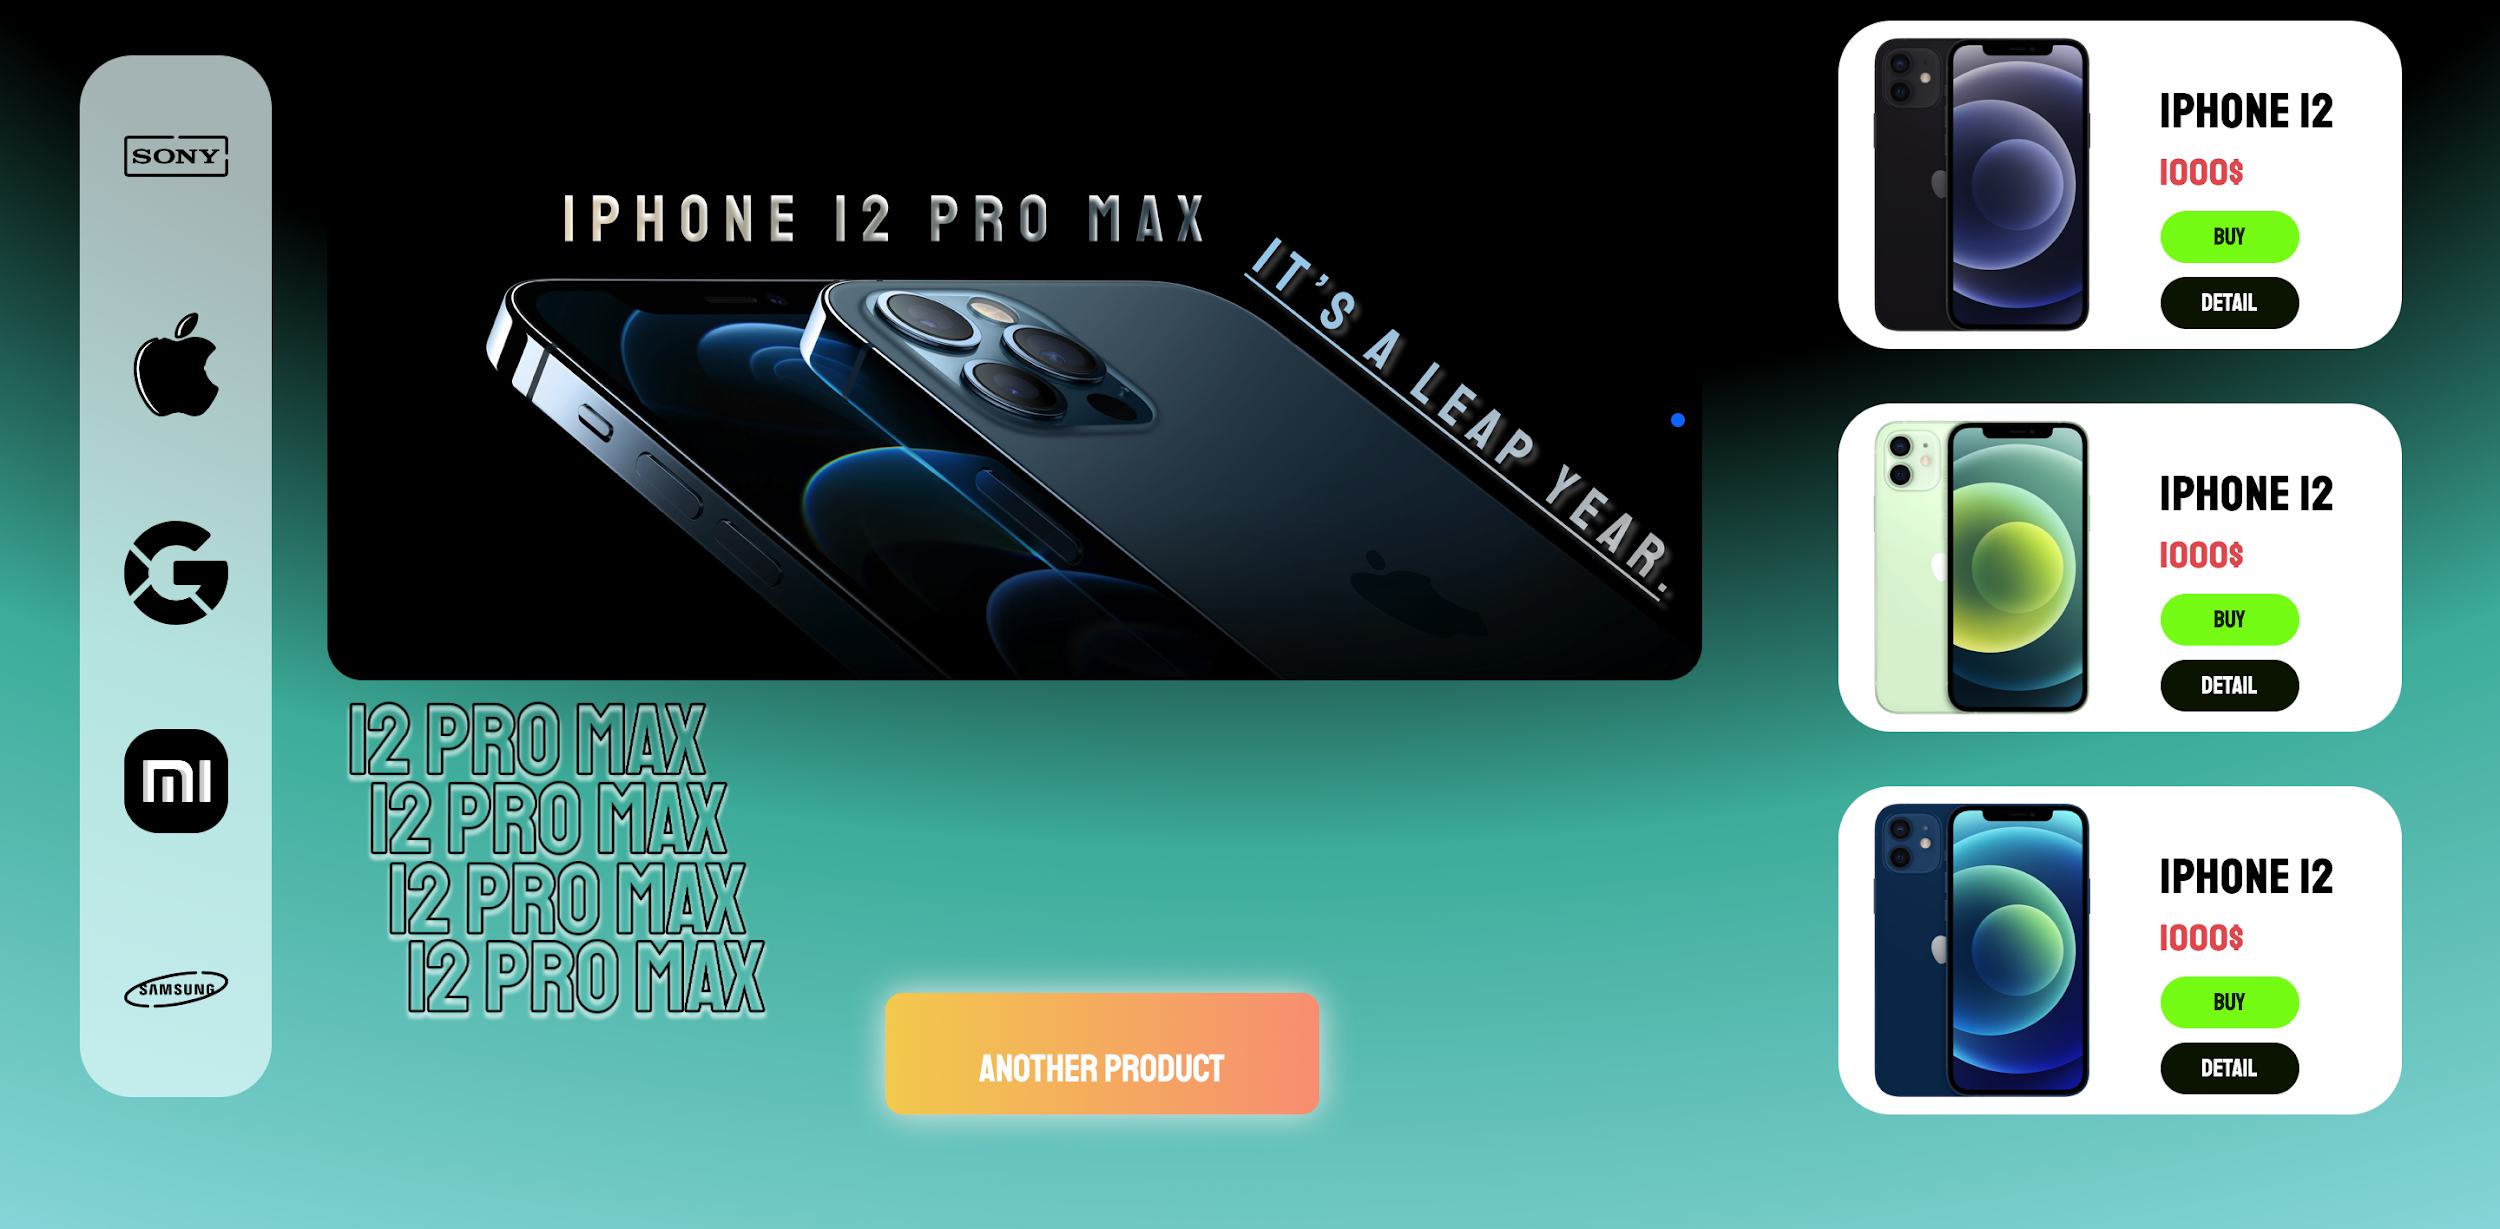 SONY
mi
SAMSUNG
IPHONE 12 PRO MAX
IT'S A LEAP YEAR.
12 PRO MAX
12 PRO MAX
12 PRO MAX
12 PRO MAX
ANOTHER PRODUCT
IPHONE 12
1000$
BUY
DETAIL
IPHONE 12
1000$
BUY
DETAIL
IPHONE 12
1000$
BUY
DETAIL